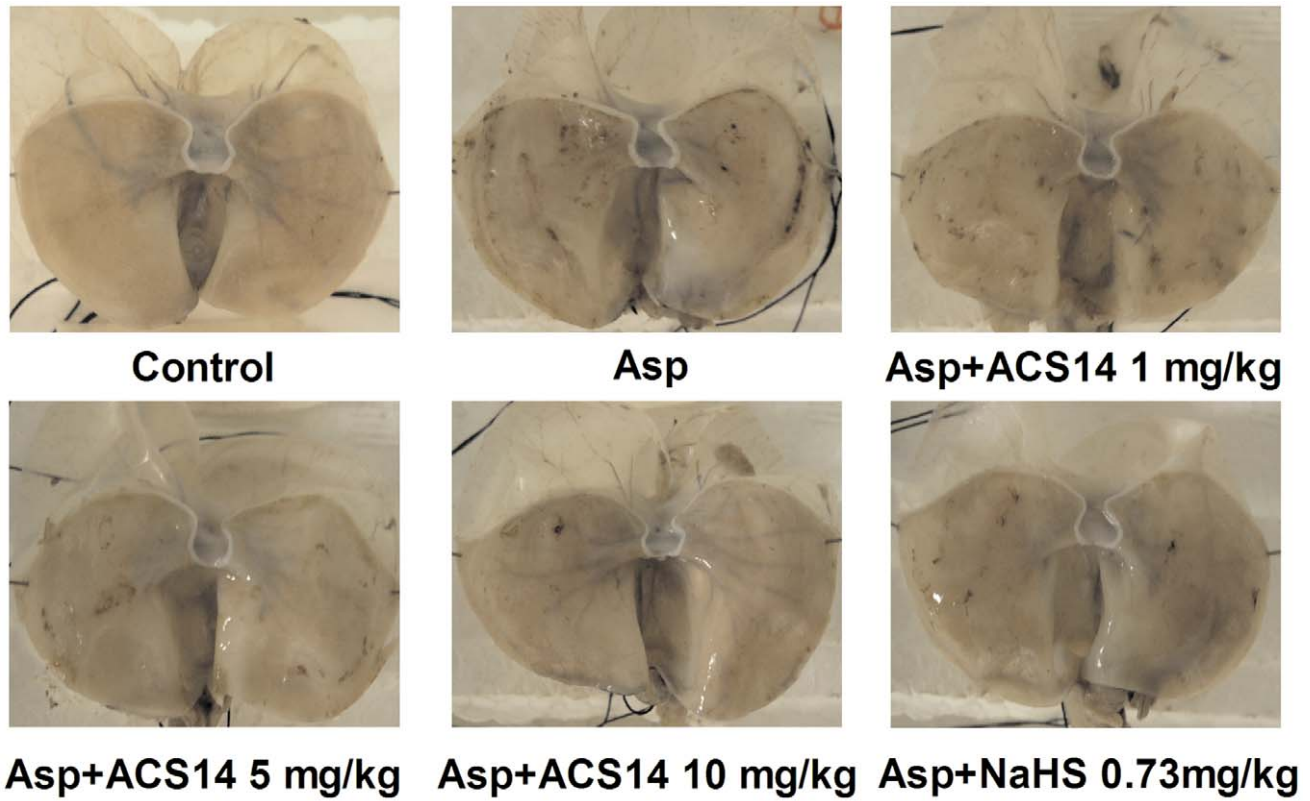 Control
Asp
Asp+ACS14 1 mg/kg
Asp+ACS14 5 mg/kg
Asp+ACS14 10 mg/kg
Asp+NaHS 0.73mg/kg